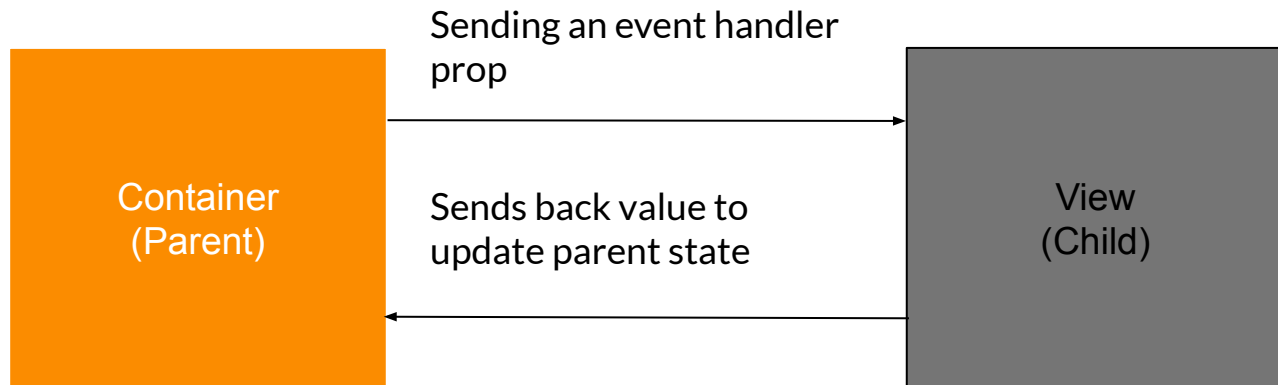 Sending an event handler
prop
Container
(Parent)
Sends back value to
update parent state
View
(Child)